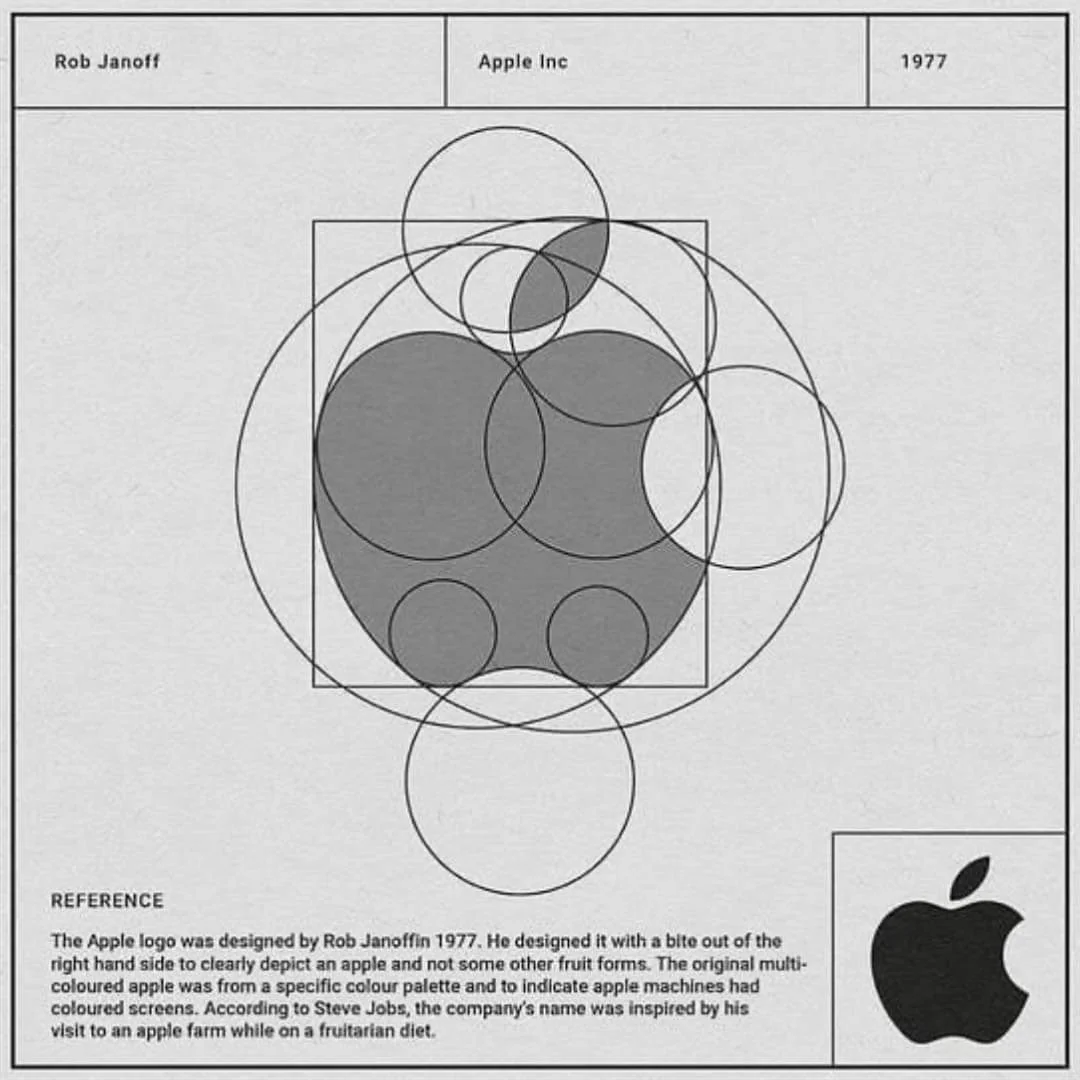 Rob Janoff
Apple Inc
1977
REFERENCE
The Apple logo was designed by Rob Janoffin 1977. He designed it with a bite out of the
right hand side to clearly depict an apple and not some other fruit forms. The original multi-
coloured apple was from a specific colour palette and to indicate apple machines had
coloured screens. According to Steve Jobs, the company's name was inspired by his
visit to an apple farm while on a fruitarian diet.